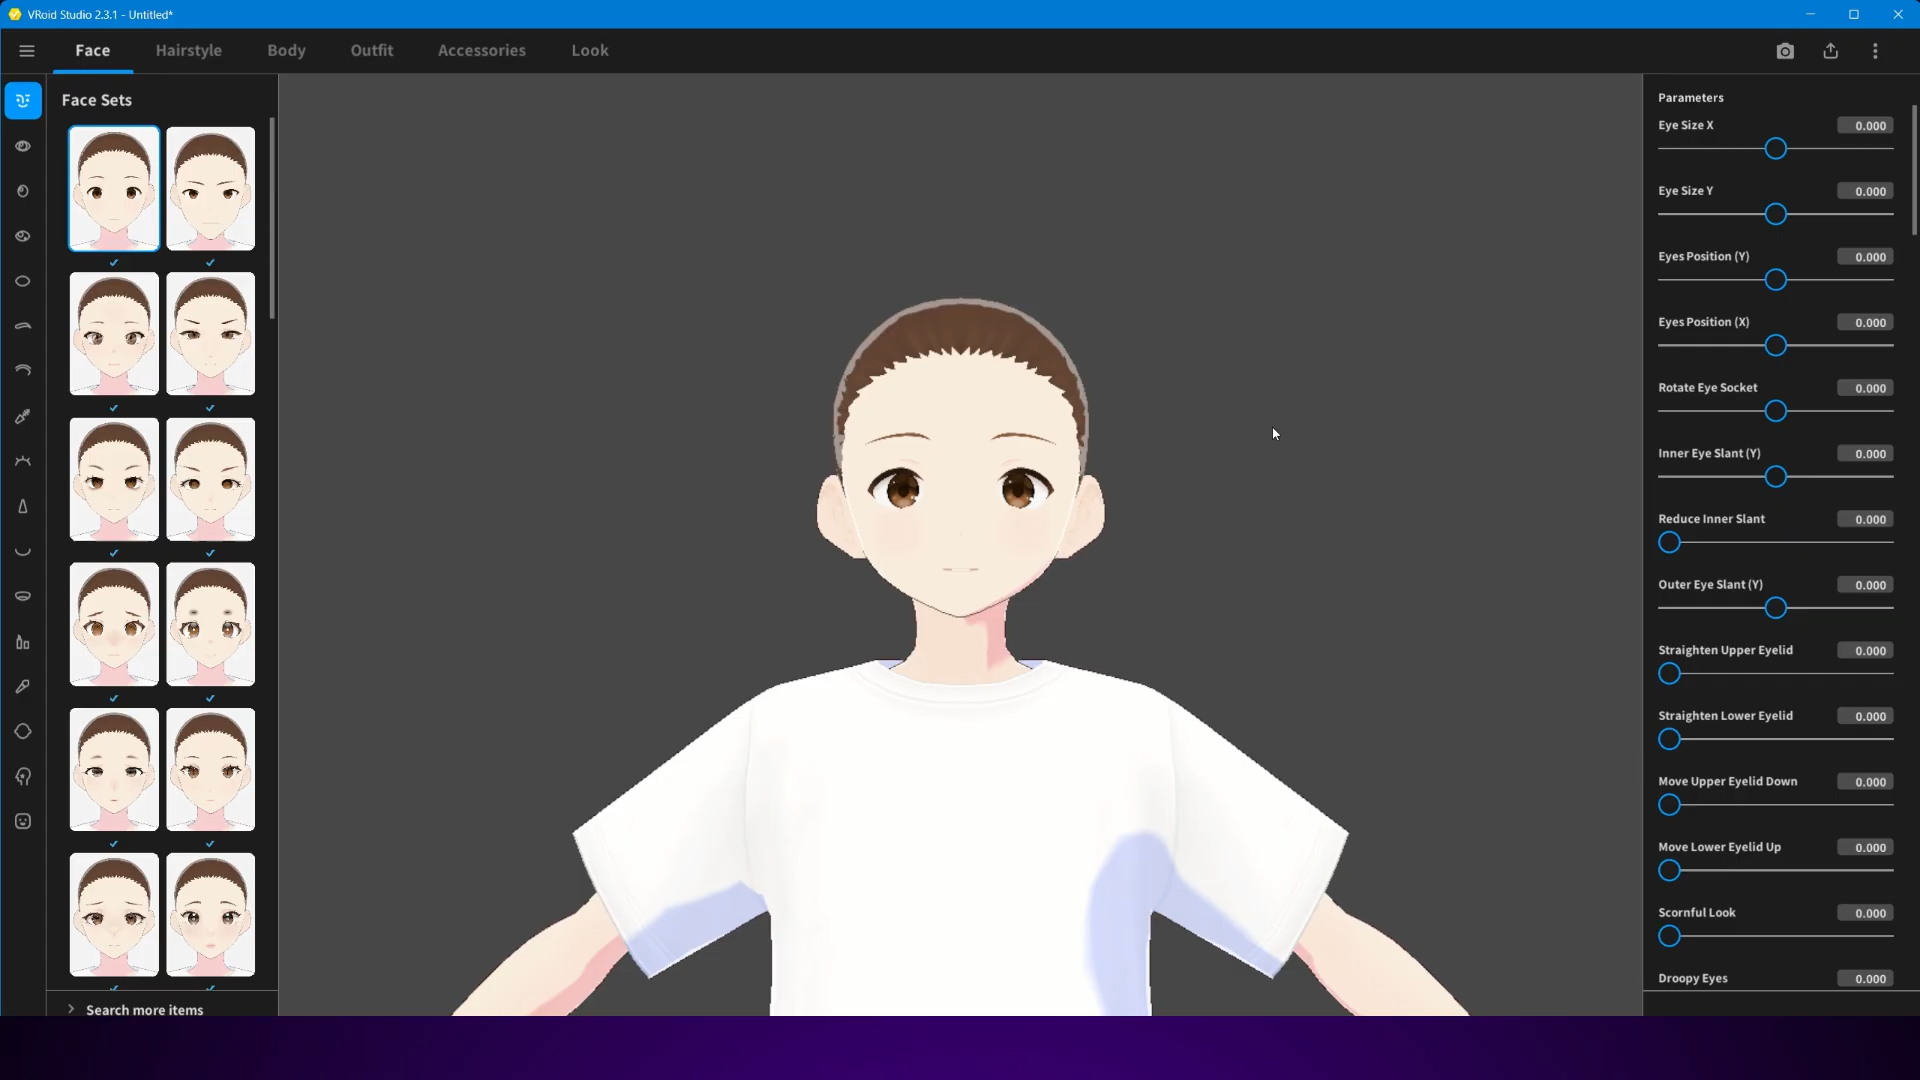 VRoid Studio 2.3.1 - Untitled*
Face Hairstyle Body Outfit Accessories Look
Face Sets
Search more items
Parameters
Eye Size X 0.000
Eye Size Y 0.000
Eyes Position (Y) 0.000
Eyes Position (X) 0.000
Rotate Eye Socket 0.000
Inner Eye Slant (Y) 0.000
Reduce Inner Slant 0.000
Outer Eye Slant (Y) 0.000
Straighten Upper Eyelid 0.000
Straighten Lower Eyelid 0.000
Move Upper Eyelid Down 0.000
Move Lower Eyelid Up 0.000
Scornful Look 0.000
Droopy Eyes 0.000